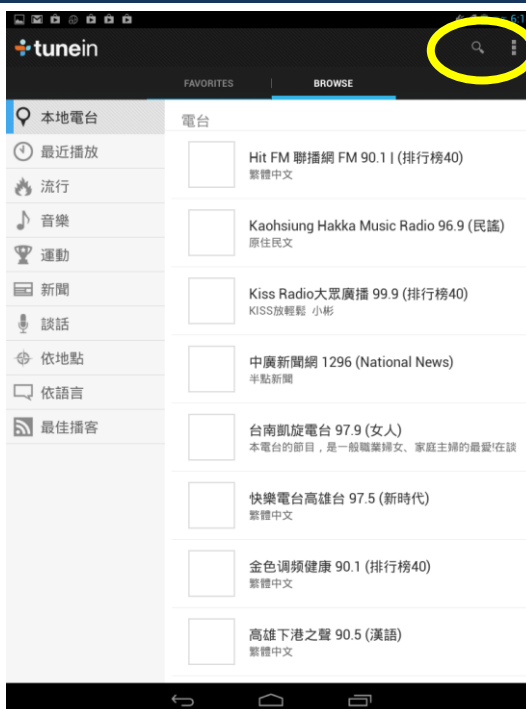 tunein
FAVORITES | BROWSE
本地電台
最近播放
流行
音樂
運動
新聞
談話
依地點
依語言
最佳播客
電台
Hit FM 聯播網 FM 90.1 | (排行榜40)
繁體中文
Kaohsiung Hakka Music Radio 96.9 (民謠)
原住民文
Kiss Radio大眾廣播 99.9 (排行榜40)
KISS放輕鬆 小彬
中廣新聞網 1296 (National News)
半點新聞
台南凱旋電台 97.9 (女人)
本電台的節目，是一般職業婦女、家庭主婦的最愛!在談
快樂電台高雄台 97.5 (新時代)
繁體中文
金色调频健康 90.1 (排行榜40)
繁體中文
高雄下港之聲 90.5 (漢語)
繁體中文